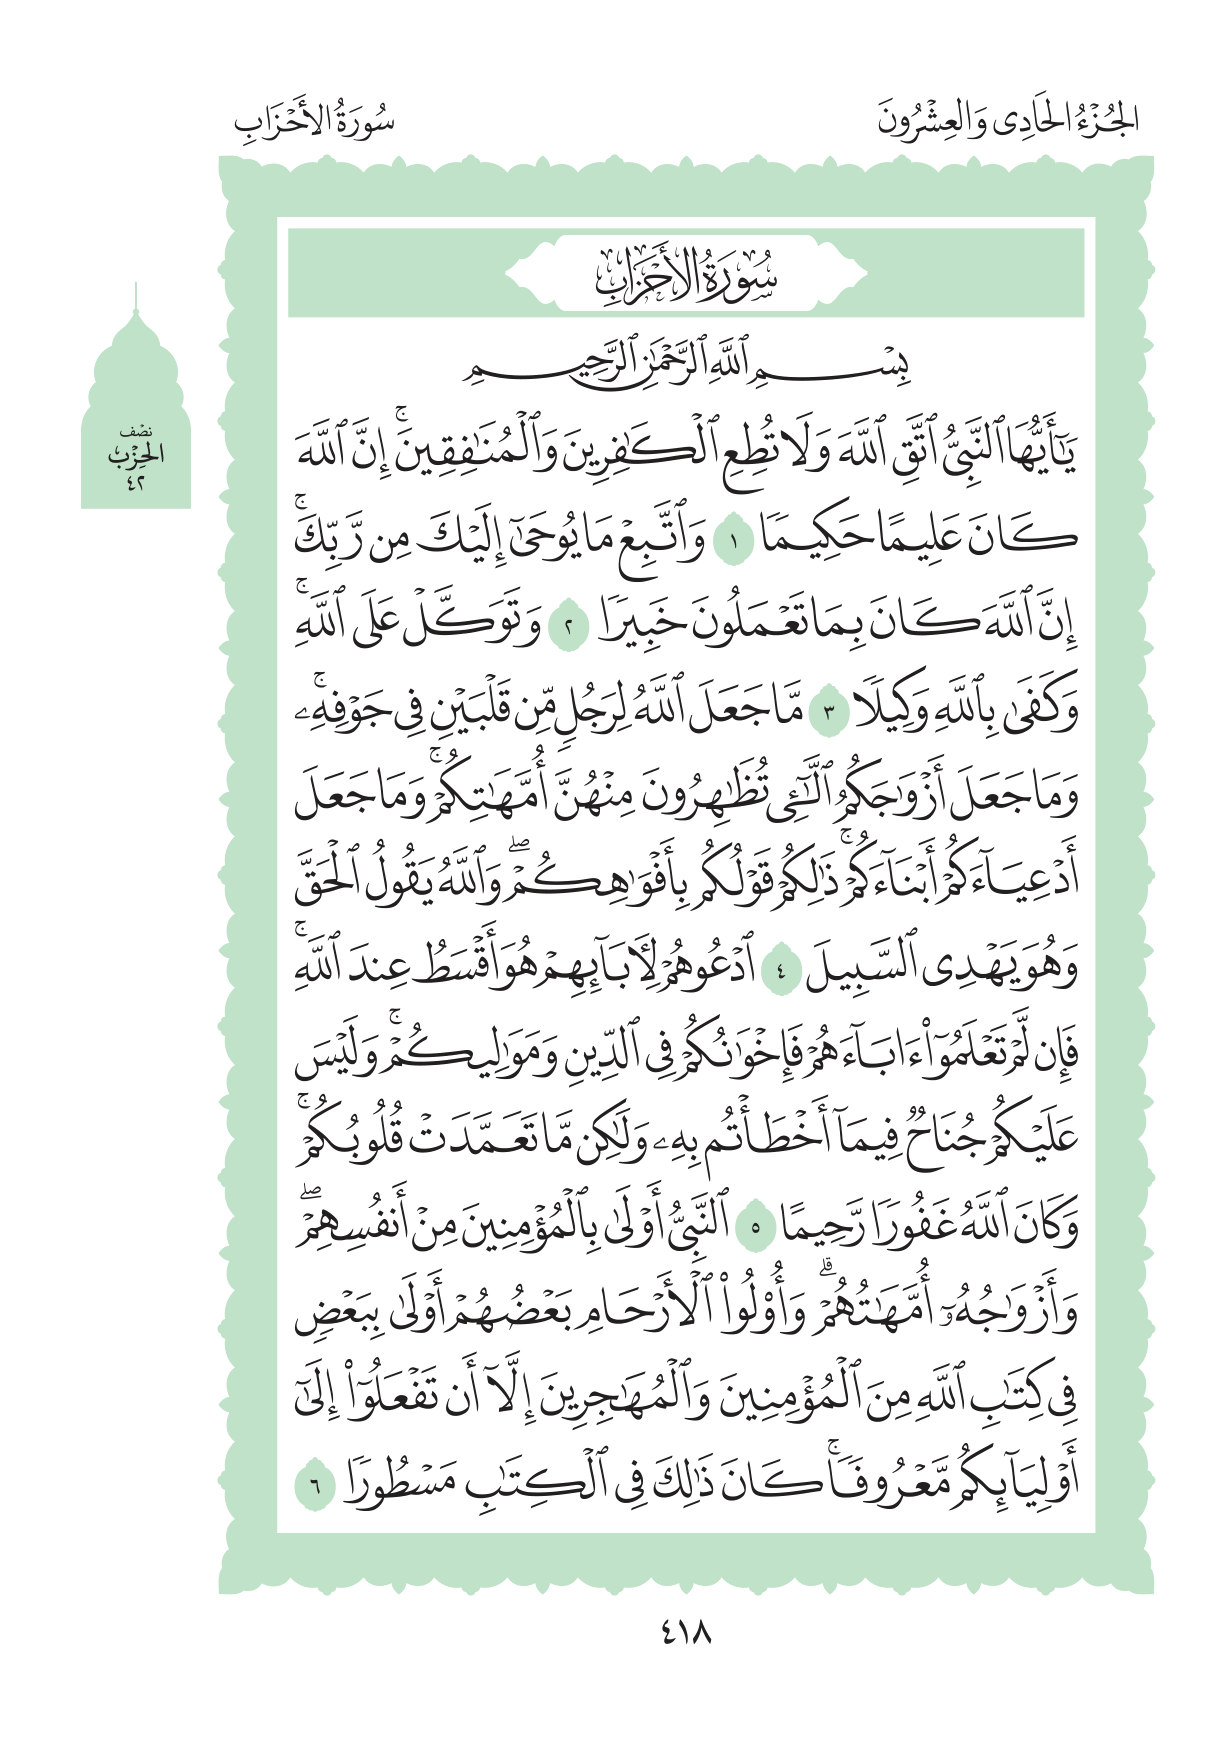 الجُزْءُ الحَادِى وَالعِشْرُونَ
سُورَةُ الأَحْزَابِ
سُورَةُ الأَحْزَابِ
بِسْمِ ٱللَّهِ ٱلرَّحْمَٰنِ ٱلرَّحِيمِ
يَٰٓأَيُّهَا ٱلنَّبِىُّ ٱتَّقِ ٱللَّهَ وَلَا تُطِعِ ٱلْكَٰفِرِينَ وَٱلْمُنَٰفِقِينَۚ إِنَّ ٱللَّهَ
كَانَ عَلِيمًا حَكِيمًا ١ وَٱتَّبِعْ مَا يُوحَىٰٓ إِلَيْكَ مِن رَّبِّكَۚ
إِنَّ ٱللَّهَ كَانَ بِمَا تَعْمَلُونَ خَبِيرًا ٢ وَتَوَكَّلْ عَلَى ٱللَّهِۚ
وَكَفَىٰ بِٱللَّهِ وَكِيلًا ٣ مَّا جَعَلَ ٱللَّهُ لِرَجُلٍ مِّن قَلْبَيْنِ فِى جَوْفِهِۦۚ
وَمَا جَعَلَ أَزْوَٰجَكُمُ ٱلَّٰٓـِٔى تُظَٰهِرُونَ مِنْهُنَّ أُمَّهَٰتِكُمْۚ وَمَا جَعَلَ
أَدْعِيَآءَكُمْ أَبْنَآءَكُمْۚ ذَٰلِكُمْ قَوْلُكُم بِأَفْوَٰهِكُمْۖ وَٱللَّهُ يَقُولُ ٱلْحَقَّ
وَهُوَ يَهْدِى ٱلسَّبِيلَ ٤ ٱدْعُوهُمْ لِأَبَآئِهِمْ هُوَ أَقْسَطُ عِندَ ٱللَّهِۚ
فَإِن لَّمْ تَعْلَمُوٓا۟ ءَابَآءَهُمْ فَإِخْوَٰنُكُمْ فِى ٱلدِّينِ وَمَوَٰلِيكُمْۚ وَلَيْسَ
عَلَيْكُمْ جُنَاحٌ فِيمَآ أَخْطَأْتُم بِهِۦ وَلَٰكِن مَّا تَعَمَّدَتْ قُلُوبُكُمْۚ
وَكَانَ ٱللَّهُ غَفُورًا رَّحِيمًا ٥ ٱلنَّبِىُّ أَوْلَىٰ بِٱلْمُؤْمِنِينَ مِنْ أَنفُسِهِمْۖ
وَأَزْوَٰجُهُۥٓ أُمَّهَٰتُهُمْۗ وَأُو۟لُوا۟ ٱلْأَرْحَامِ بَعْضُهُمْ أَوْلَىٰ بِبَعْضٍ
فِى كِتَٰبِ ٱللَّهِ مِنَ ٱلْمُؤْمِنِينَ وَٱلْمُهَٰجِرِينَ إِلَّآ أَن تَفْعَلُوٓا۟ إِلَىٰٓ
أَوْلِيَآئِكُم مَّعْرُوفًاۚ كَانَ ذَٰلِكَ فِى ٱلْكِتَٰبِ مَسْطُورًا ٦
نصْف
الحِزْب
٤٢
٤١٨